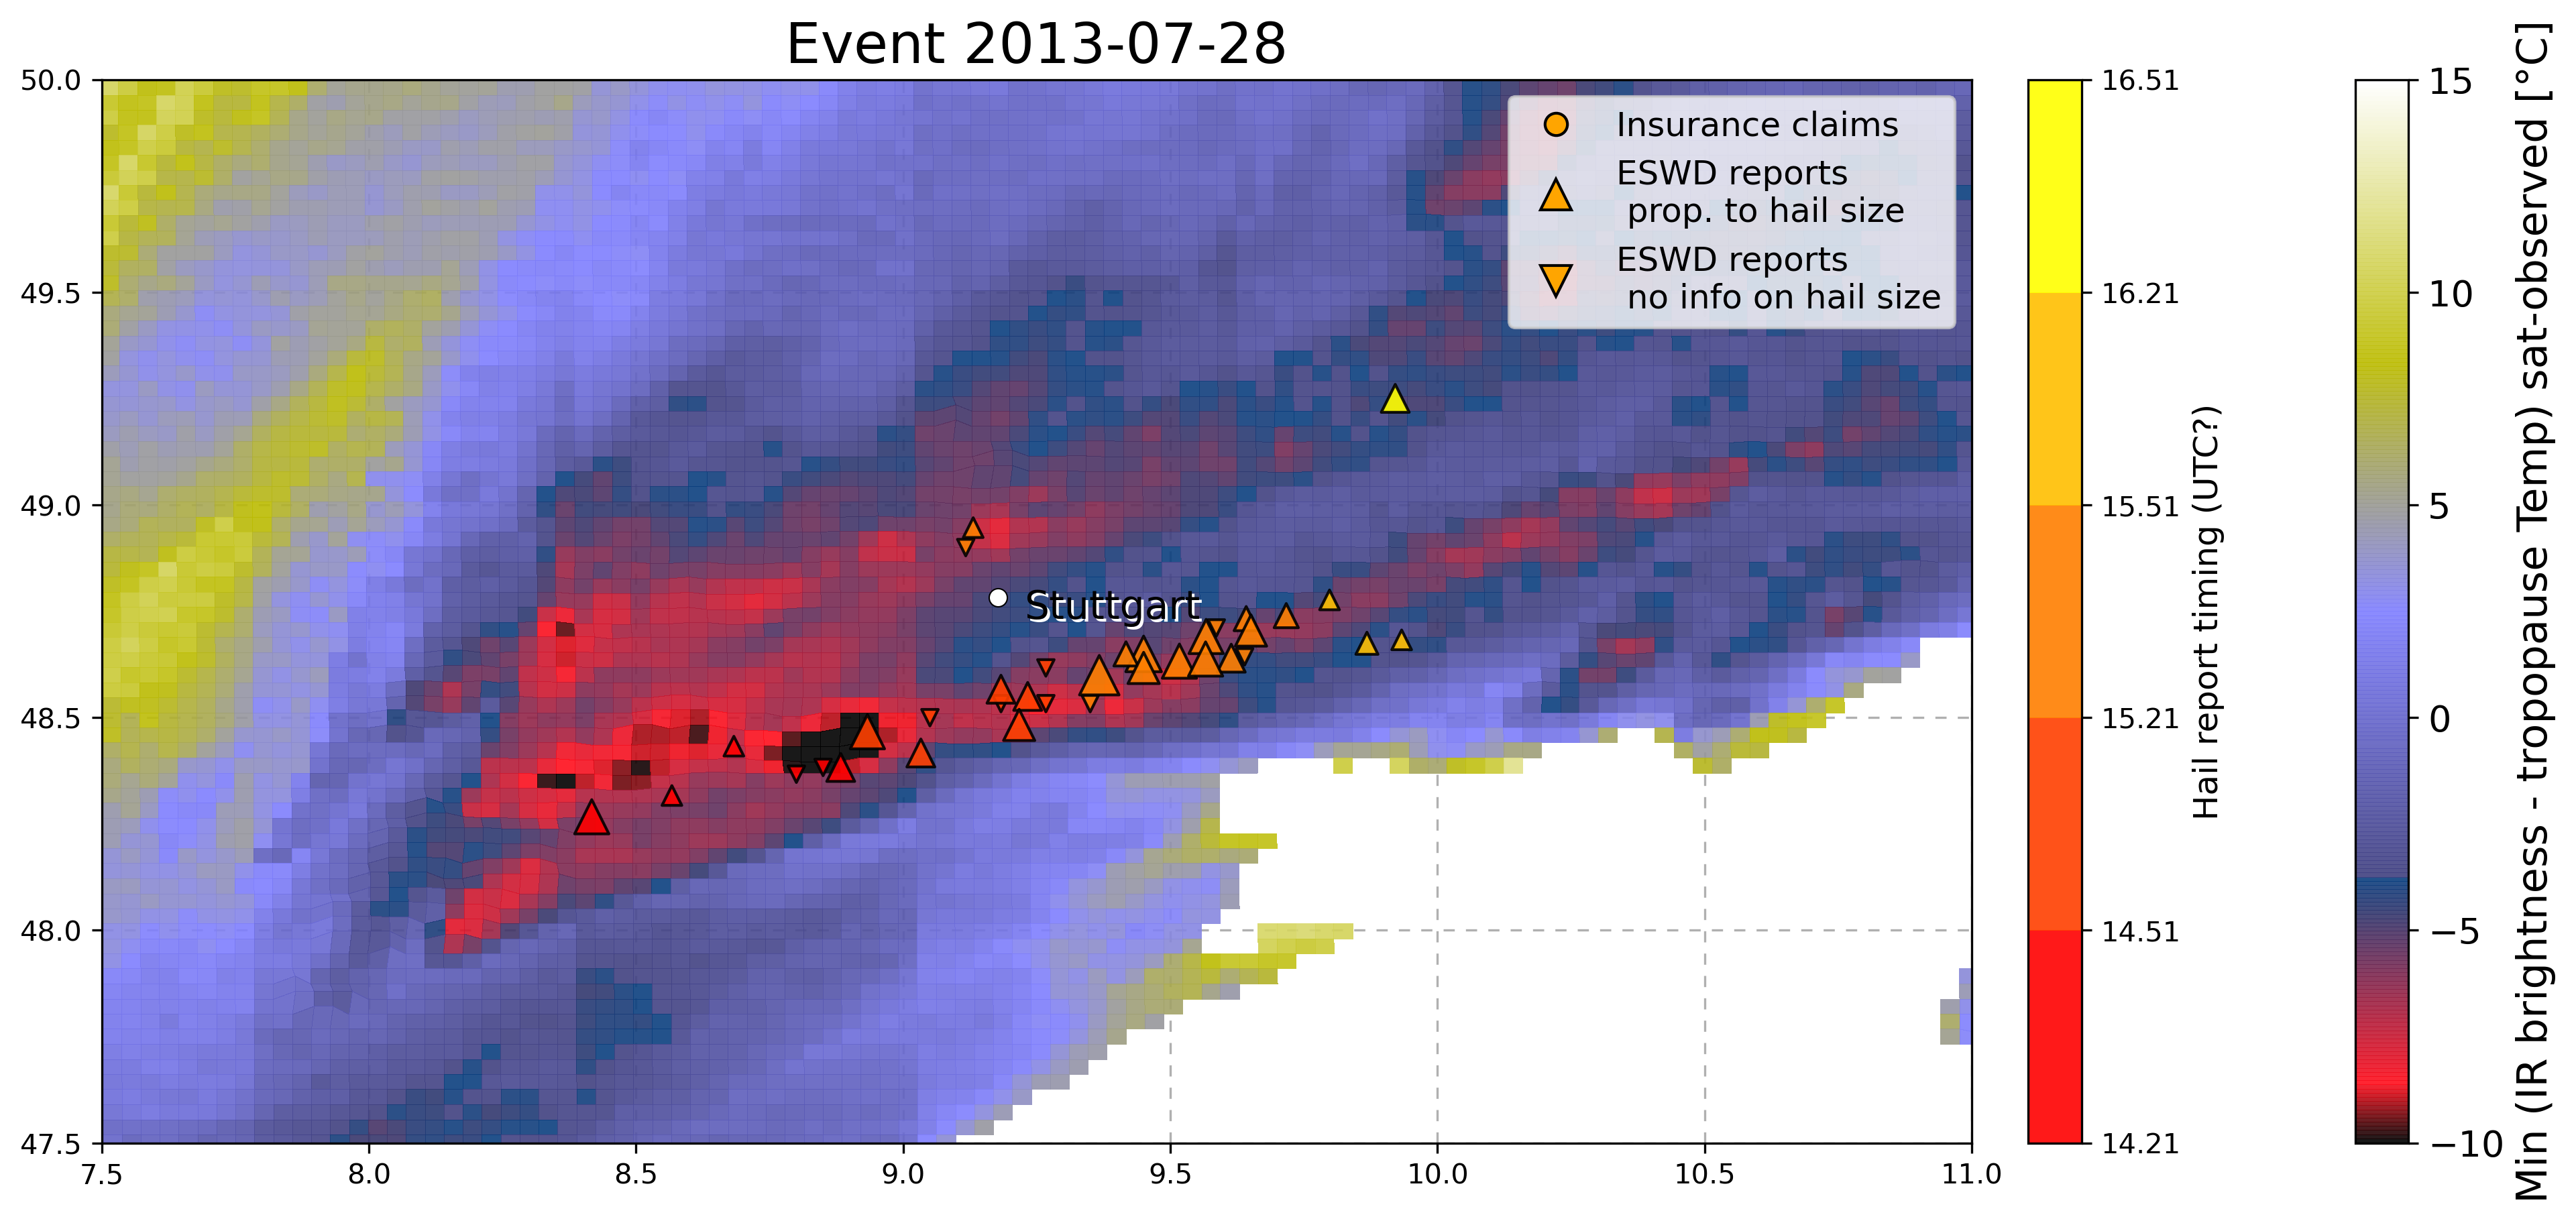 Event 2013-07-28
50.0
49.5
49.0
48.5
48.0
47.5
7.5
8.0
8.5
9.0
9.5
10.0
10.5
11.0
Stuttgart
Insurance claims
ESWD reports
prop. to hail size
ESWD reports
no info on hail size
16.51
16.21
15.51
15.21
14.51
14.21
Hail report timing (UTC?)
15
10
5
0
−5
−10
Min (IR brightness - tropopause Temp) sat-observed [°C]